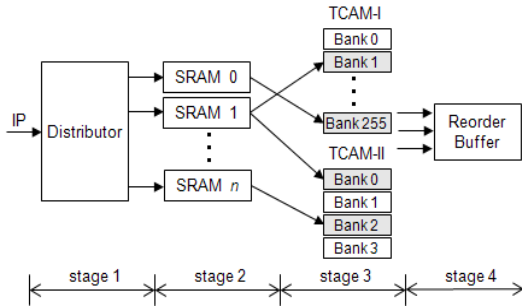 TCAM-I
Bank 0
Bank 1
SRAM 0
IP
Distributor
SRAM 1
Bank 255
Reorder
Buffer
TCAM-II
Bank 0
SRAM n
Bank 1
Bank 2
Bank 3
stage 1
stage 2
stage 3
stage 4